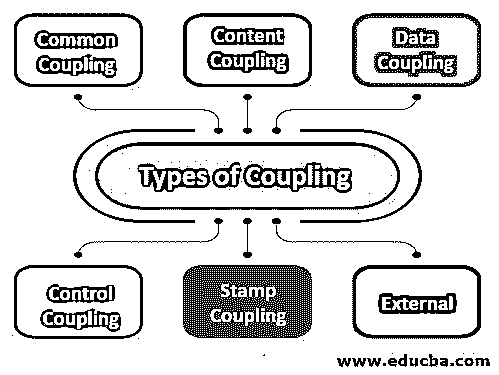 Common
Coupling
Content
Coupling
Data
Coupling
Types of Coupling
Control
Coupling
Stamp
Coupling
External
www.educba.com